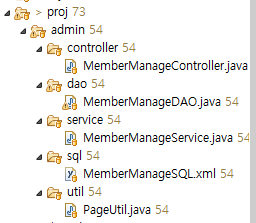 > proj 73
admin 54
controller 54
MemberManageController.java
dao 54
MemberManageDAO.java 54
service 54
MemberManageService.java 54
sql 54
MemberManageSQL.xml 54
util 54
PageUtil.java 54